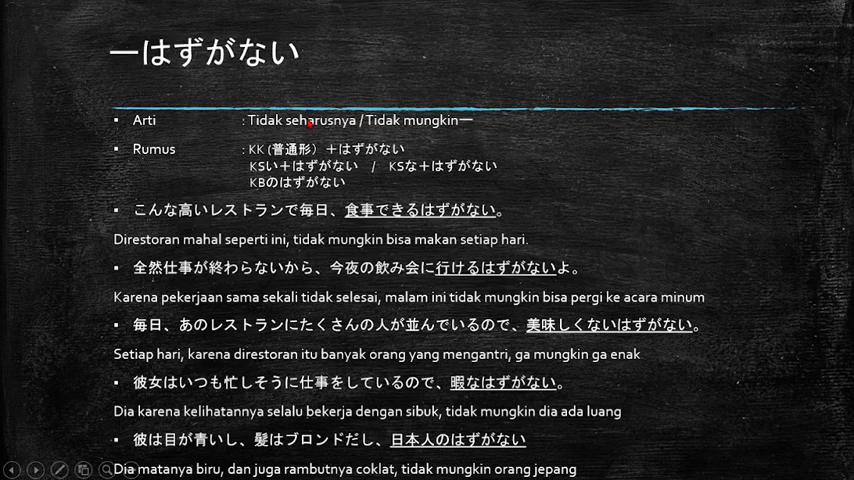 ーはずがない
▪ Arti : Tidak seharusnya / Tidak mungkinー
▪ Rumus : KK (普通形）＋はずがない
KSい＋はずがない / KSな＋はずがない
KBのはずがない
▪ こんな高いレストランで毎日、食事できるはずがない。
Direstoran mahal seperti ini, tidak mungkin bisa makan setiap hari.
▪ 全然仕事が終わらないから、今夜の飲み会に行けるはずがないよ。
Karena pekerjaan sama sekali tidak selesai, malam ini tidak mungkin bisa pergi ke acara minum
▪ 毎日、あのレストランにたくさんの人が並んでいるので、美味しくないはずがない。
Setiap hari, karena direstoran itu banyak orang yang mengantri, ga mungkin ga enak
▪ 彼女はいつも忙しそうに仕事をしているので、暇なはずがない。
Dia karena kelihatannya selalu bekerja dengan sibuk, tidak mungkin dia ada luang
▪ 彼は目が青いし、髪はブロンドだし、日本人のはずがない
Dia matanya biru, dan juga rambutnya coklat, tidak mungkin orang jepang